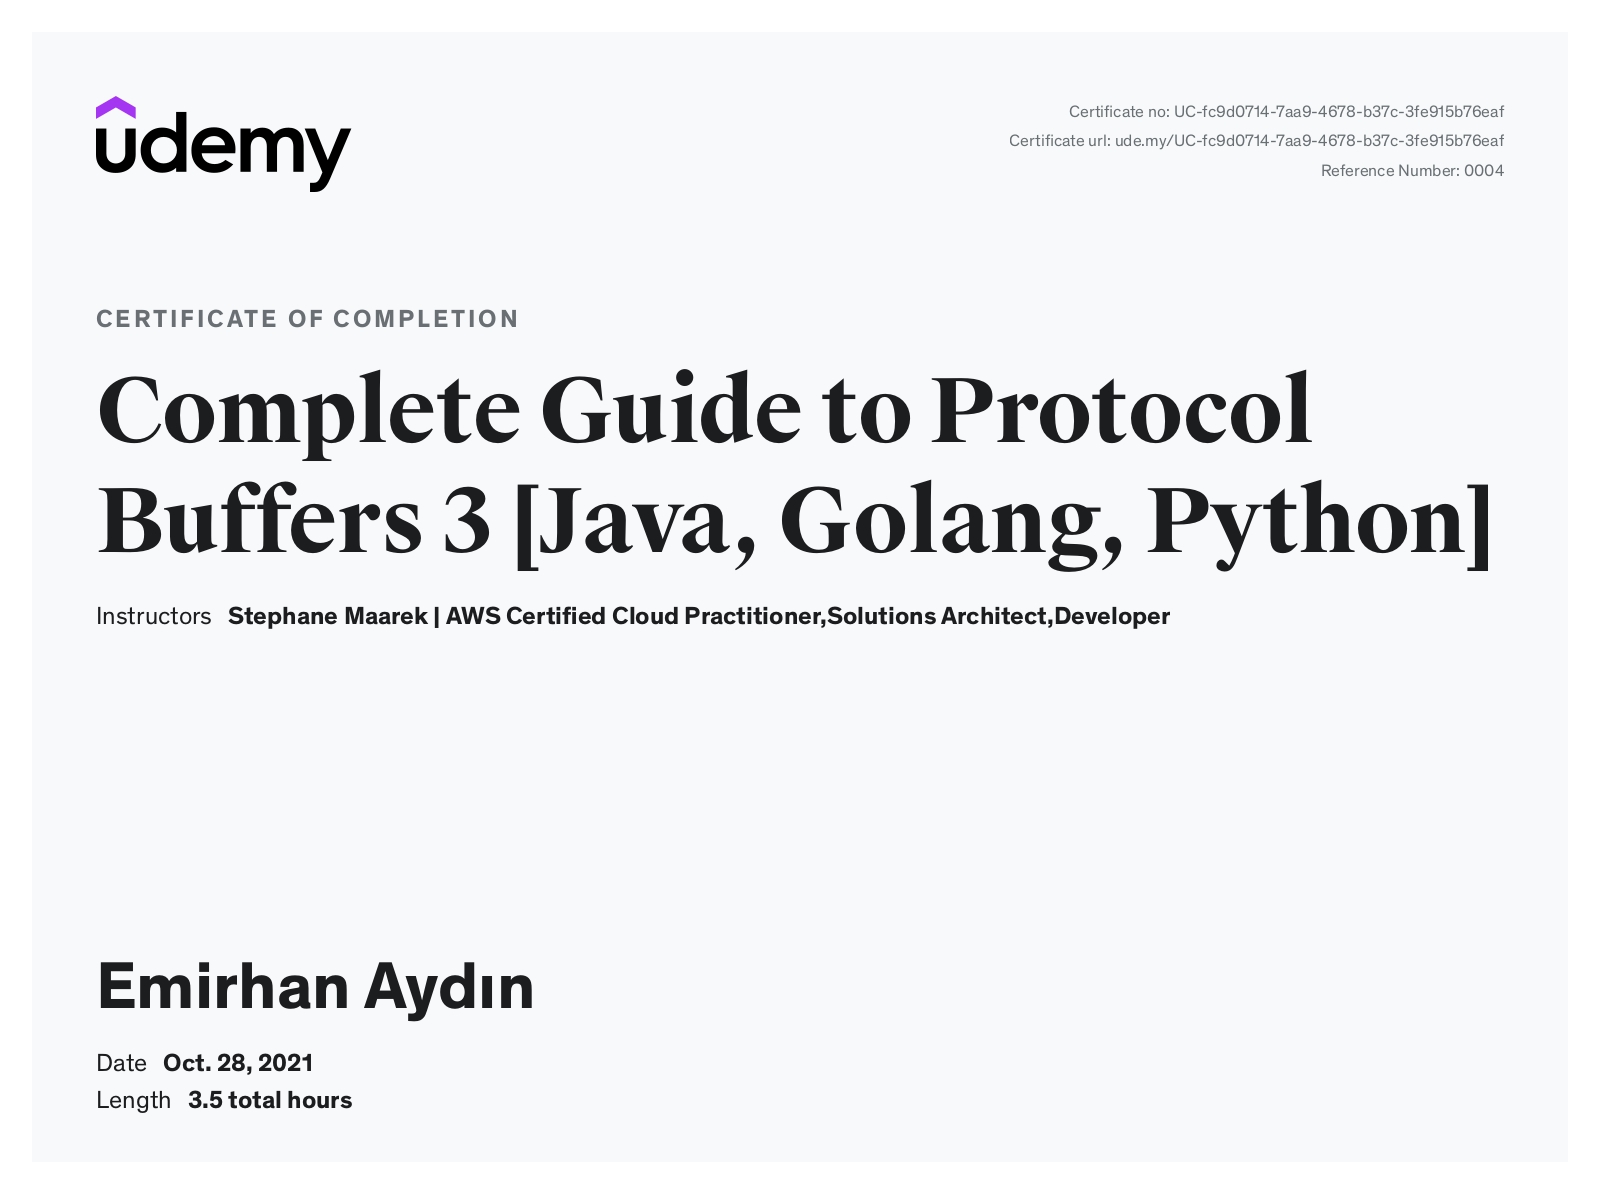 udemy
Certificate no: UC-fc9d0714-7aa9-4678-b37c-3fe915b76eaf
Certificate url: ude.my/UC-fc9d0714-7aa9-4678-b37c-3fe915b76eaf
Reference Number: 0004
CERTIFICATE OF COMPLETION
Complete Guide to Protocol
Buffers 3 [Java, Golang, Python]
Instructors Stephane Maarek | AWS Certified Cloud Practitioner,Solutions Architect,Developer
Emirhan Aydın
Date Oct. 28, 2021
Length 3.5 total hours